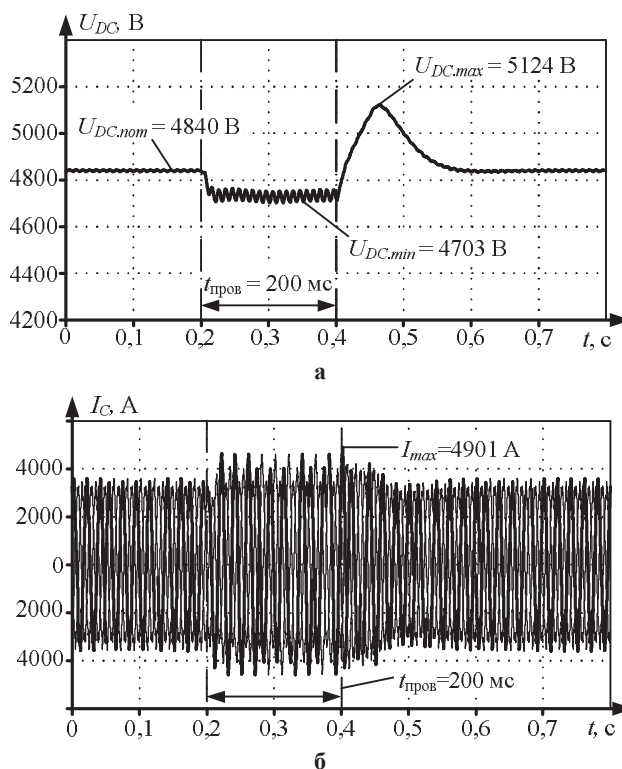 U_DC, В
5200
U_DC.max = 5124 В
5000
U_DC.nom = 4840 В
4800
4600
U_DC.min = 4703 В
4400
t_пров = 200 мс
4200
0 0,1 0,2 0,3 0,4 0,5 0,6 0,7 t, с
а
I_C, А
4000
I_max=4901 А
2000
0
2000
4000
t_пров=200 мс
0 0,1 0,2 0,3 0,4 0,5 0,6 0,7 t, с
б